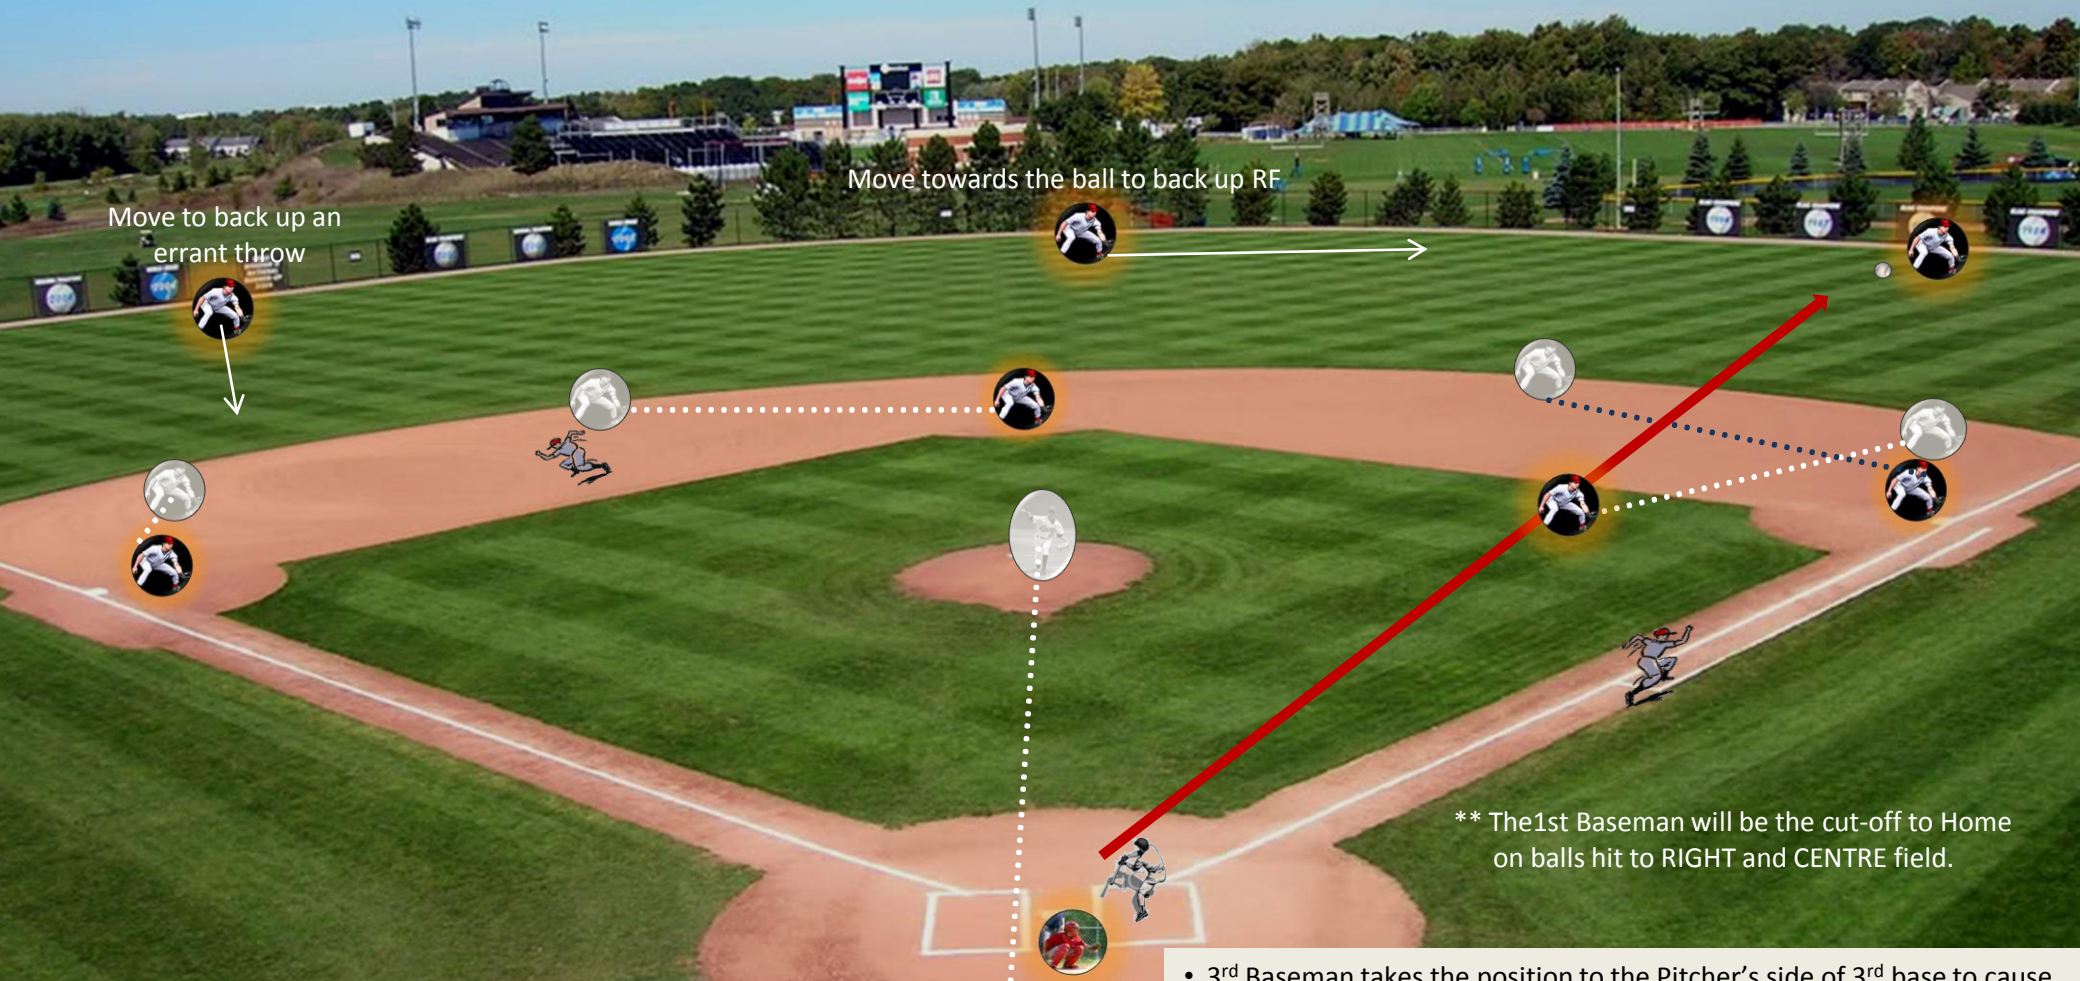 Move towards the ball to back up RF
Move to back up an
errant throw
** The1st Baseman will be the cut-off to Home
on balls hit to RIGHT and CENTRE field.
• 3rd Baseman takes the position to the Pitcher's side of 3rd base to cause